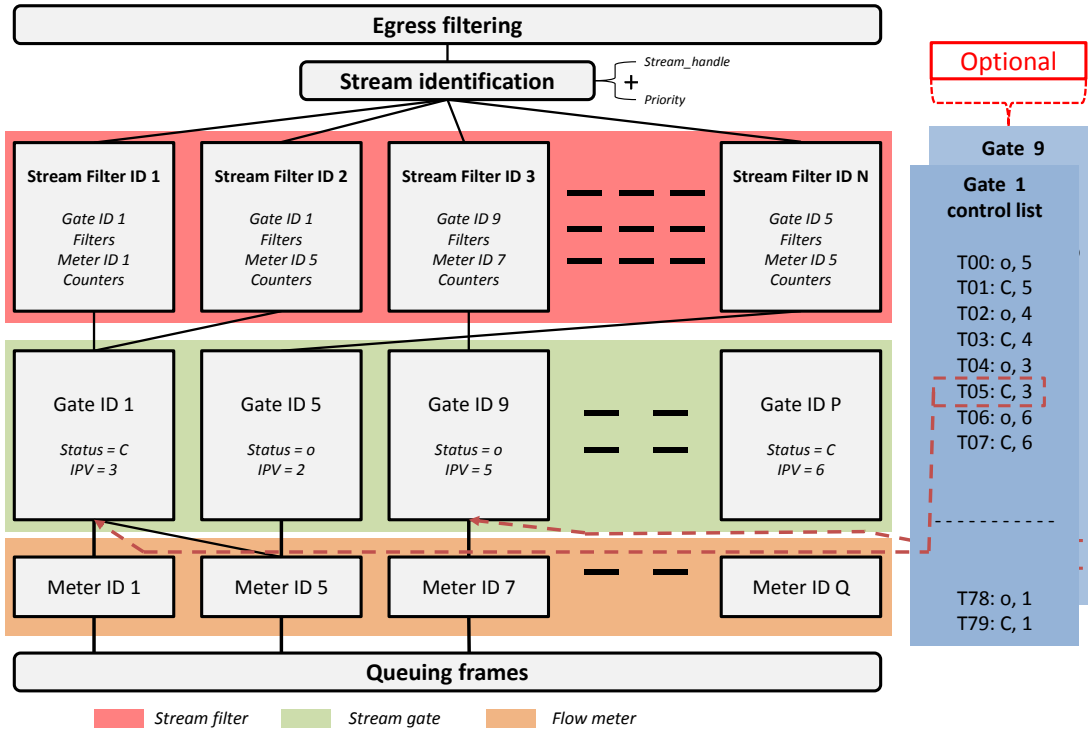 Egress filtering
Stream identification
Stream_handle
+
Priority
Optional
Stream Filter ID 1
Gate ID 1
Filters
Meter ID 1
Counters
Stream Filter ID 2
Gate ID 1
Filters
Meter ID 5
Counters
Stream Filter ID 3
Gate ID 9
Filters
Meter ID 7
Counters
Stream Filter ID N
Gate ID 5
Filters
Meter ID 5
Counters
Gate ID 1
Status = C
IPV = 3
Gate ID 5
Status = o
IPV = 2
Gate ID 9
Status = o
IPV = 5
Gate ID P
Status = C
IPV = 6
Meter ID 1
Meter ID 5
Meter ID 7
Meter ID Q
Queuing frames
Stream filter
Stream gate
Flow meter
Gate 9
Gate 1
control list
T00: o, 5
T01: C, 5
T02: o, 4
T03: C, 4
T04: o, 3
T05: C, 3
T06: o, 6
T07: C, 6
T78: o, 1
T79: C, 1